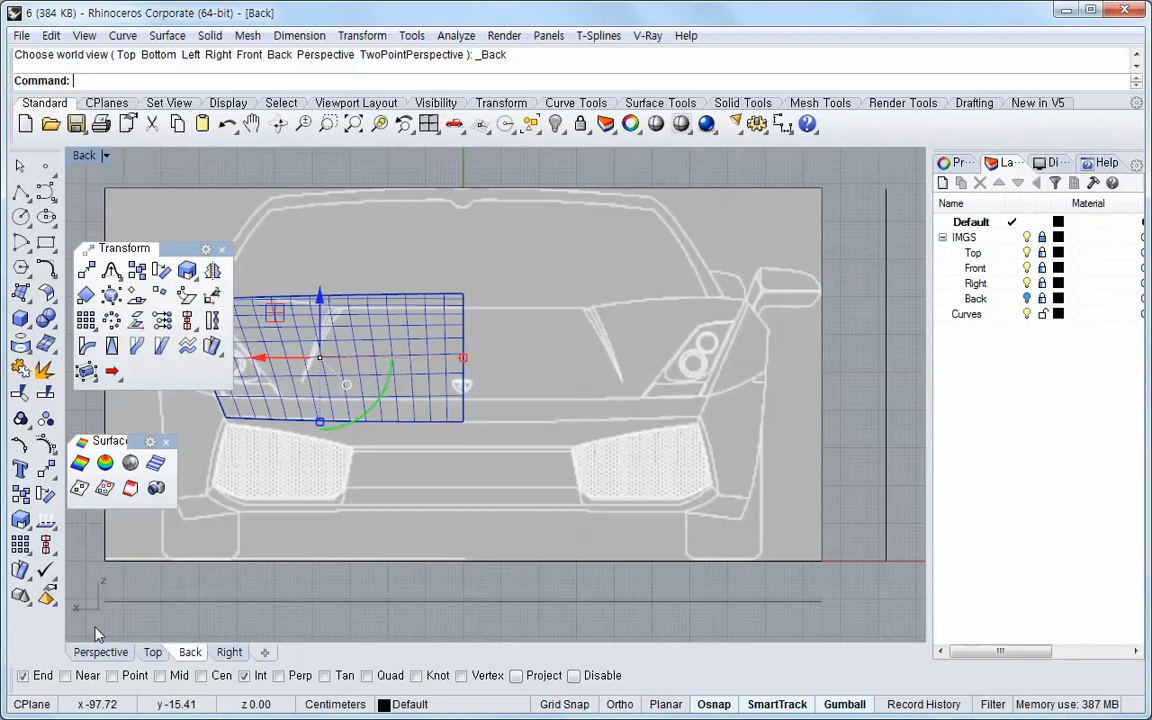 6 (384 KB) - Rhinoceros Corporate (64-bit) - [Back]
File Edit View Curve Surface Solid Mesh Dimension Transform Tools Analyze Render Panels T-Splines V-Ray Help
Choose world view ( Top Bottom Left Right Front Back Perspective TwoPointPerspective ): _Back
Command:
Standard CPlanes Set View Display Select Viewport Layout Visibility Transform Curve Tools Surface Tools Solid Tools Mesh Tools Render Tools Drafting New in V5
Back
Pr... La... Di... Help
Name Material
Default
IMGS
Top
Front
Right
Back
Curves
Transform
Surfac
z
x
Perspective Top Back Right
End Near Point Mid Cen Int Perp Tan Quad Knot Vertex Project Disable
CPlane x -97.72 y -15.41 z 0.00 Centimeters Default Grid Snap Ortho Planar Osnap SmartTrack Gumball Record History Filter Memory use: 387 MB